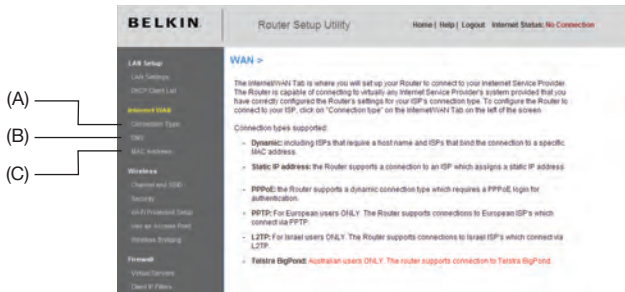 BELKIN
Router Setup Utility
Home | Help | Logout Internet Status: No Connection
LAN Setup
LAN Settings
DHCP Client List
Internet WAN
Connection Type
DNS
MAC Address
Wireless
Channel and SSID
Security
Wi-Fi Protected Setup
Use as Access Point
Wireless Bridging
Firewall
Virtual Servers
Client IP Filters
(A)
(B)
(C)
WAN >
The Internet/WAN Tab is where you will set up your Router to connect to your Internet Service Provider.
The Router is capable of connecting to virtually any Internet Service Provider's system provided that you
have correctly configured the Router's settings for your ISP's connection type. To configure the Router to
connect to your ISP, click on "Connection type" on the Internet/WAN Tab on the left of the screen.
Connection types supported:
- Dynamic: including ISPs that require a host name and ISPs that bind the connection to a specific
MAC address.
- Static IP address: the Router supports a connection to an ISP which assigns a static IP address
- PPPoE: the Router supports a dynamic connection type which requires a PPPoE login for
authentication.
- PPTP: For European users ONLY. The Router supports connections to European ISP's which
connect via PPTP.
- L2TP: For Israel users ONLY. The Router supports connections to Israel ISP's which connect via
L2TP.
- Telstra BigPond: Australian users ONLY. The router supports connection to Telstra BigPond.